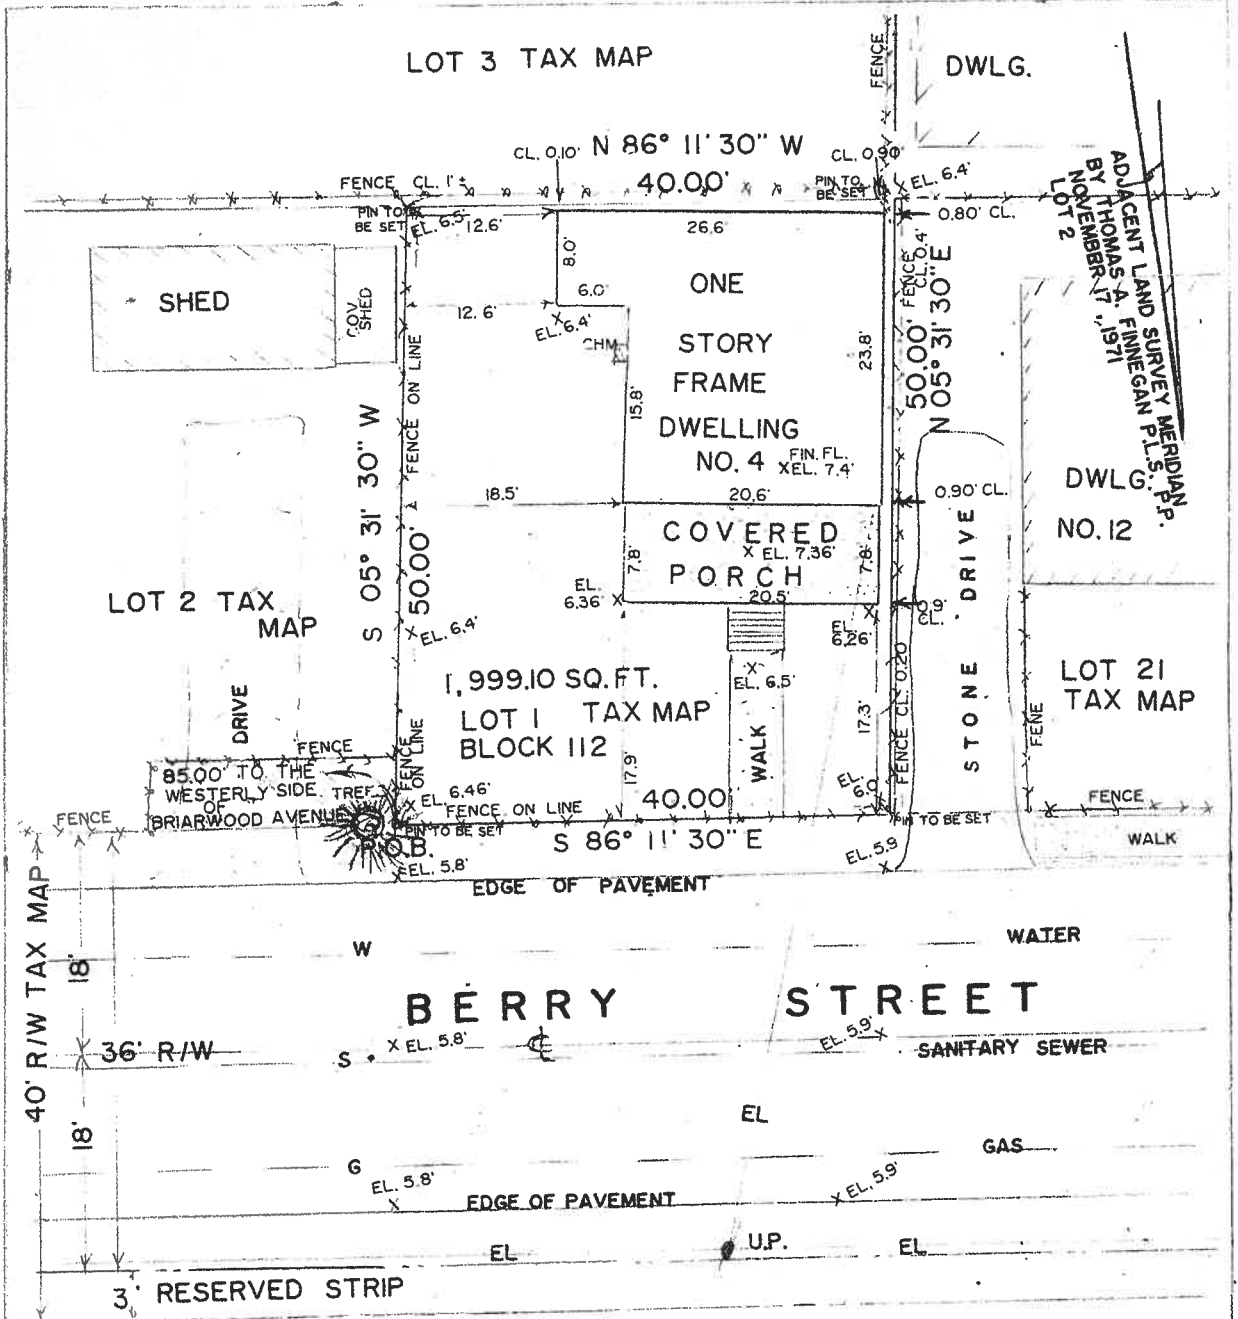 LOT 3 TAX MAP
FENCE
DWLG.
N 86° 11' 30" W
CL. 0.10'
CL. 0.90'
FENCE CL. 1' ±
40.00'
PIN TO
BE SET
EL. 6.4'
PIN TO
BE SET
EL. 6.5'
12.6'
26.6'
0.80' CL.
ADJACENT LAND SURVEY MERIDIAN
BY THOMAS A. FINNEGAN P.L.S. P.P.
NOVEMBER 17, 1971
LOT 2
8.0'
6.0'
ONE
SHED
COV
SHED
12.6'
EL. 6.4'
CHM.
STORY
FRAME
DWELLING
NO. 4
FIN. FL.
EL. 7.4'
15.8'
23.8'
FENCE
CL. 0.4'
50.00'
N 05° 31' 30" E
FENCE ON LINE
S 05° 31' 30" W
50.00'
DWLG.
NO. 12
18.5'
20.6'
0.90' CL.
COVERED
EL. 7.36'
PORCH
7.8'
7.8'
20.5'
EL.
6.36'
0.9'
CL.
EL.
6.26'
STONE DRIVE
LOT 2 TAX
MAP
EL. 6.4'
EL. 6.5'
1,999.10 SQ. FT.
LOT 1 TAX MAP
BLOCK 112
LOT 21
TAX MAP
DRIVE
WALK
17.3'
17.9'
FENCE CL. 0.20
FENE
FENCE
FENCE
ON LINE
85.00' TO THE
WESTERLY SIDE
OF
BRIARWOOD AVENUE
TREE
EL. 6.46'
FENCE ON LINE
40.00
EL.
6.0'
FENCE
FENCE
PIN TO BE SET
PIN TO BE SET
P.O.B.
S 86° 11' 30" E
WALK
EL. 5.8'
EL. 5.9
EDGE OF PAVEMENT
40' R/W TAX MAP
18'
W
WATER
BERRY STREET
36' R/W
S
EL. 5.8'
EL. 5.9'
SANITARY SEWER
18'
EL
G
GAS
EL. 5.8'
EL. 5.9'
EDGE OF PAVEMENT
EL
U.P.
EL
3' RESERVED STRIP